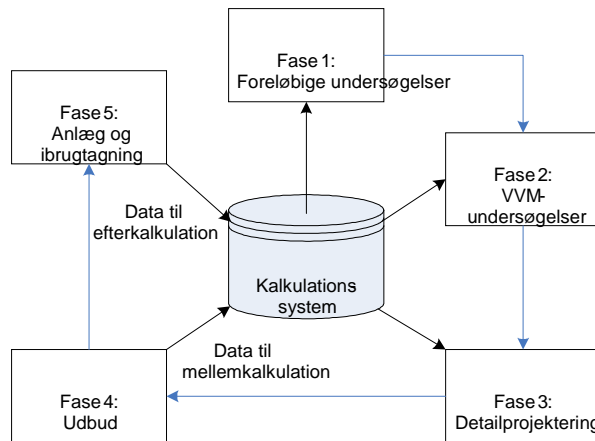 Fase 1:
Foreløbige undersøgelser
Fase 5:
Anlæg og
ibrugtagning
Fase 2:
VVM-
undersøgelser
Data til
efterkalkulation
Kalkulations
system
Data til
mellemkalkulation
Fase 4:
Udbud
Fase 3:
Detailprojektering